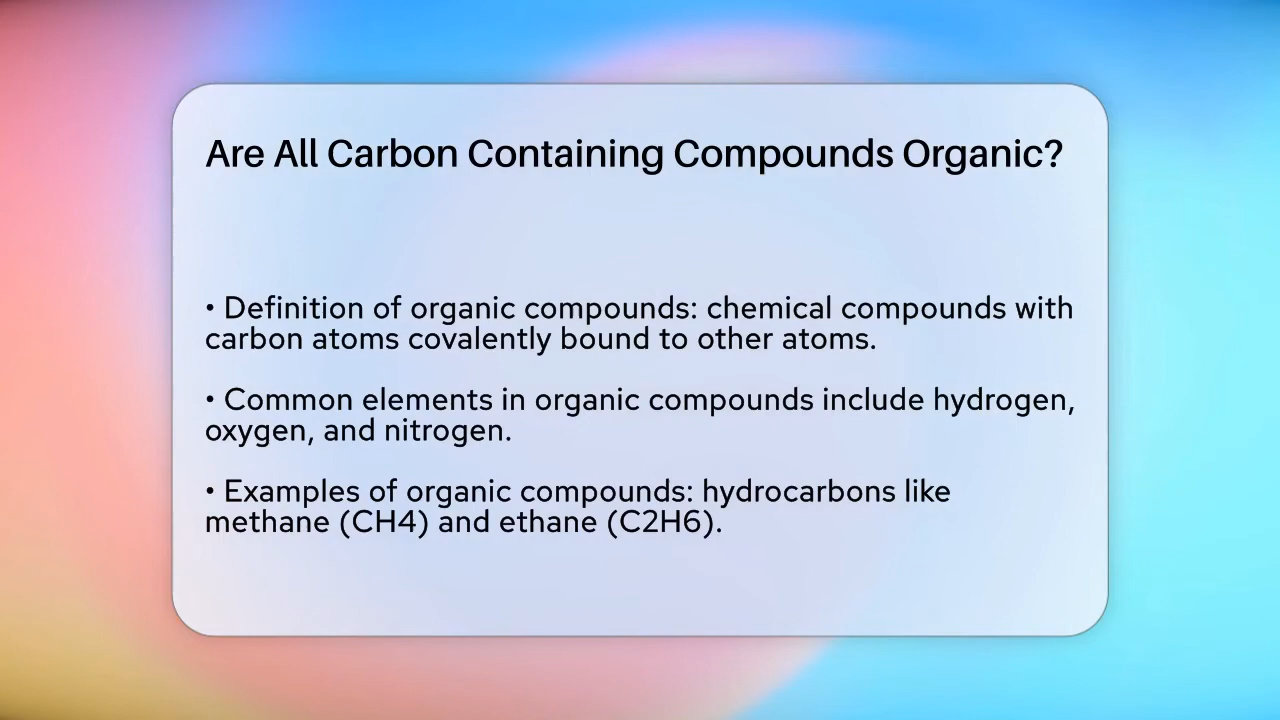 Are All Carbon Containing Compounds Organic?
• Definition of organic compounds: chemical compounds with
carbon atoms covalently bound to other atoms.
• Common elements in organic compounds include hydrogen,
oxygen, and nitrogen.
• Examples of organic compounds: hydrocarbons like
methane (CH4) and ethane (C2H6).